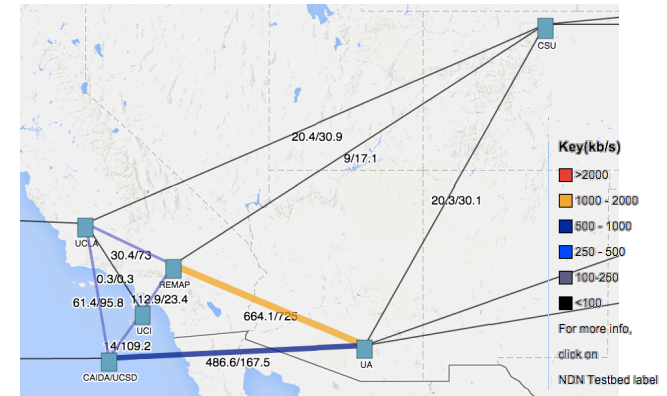 CSU
20.4/30.9
9/17.1
20.3/30.1
UCLA
30.4/73
REMAP
0.3/0.3
61.4/95.8
112.9/23.4
UCI
664.1/725
14/109.2
486.6/167.5
CAIDA/UCSD
UA
Key(kb/s)
>2000
1000 - 2000
500 - 1000
250 - 500
100-250
<100
For more info,
click on
NDN Testbed label